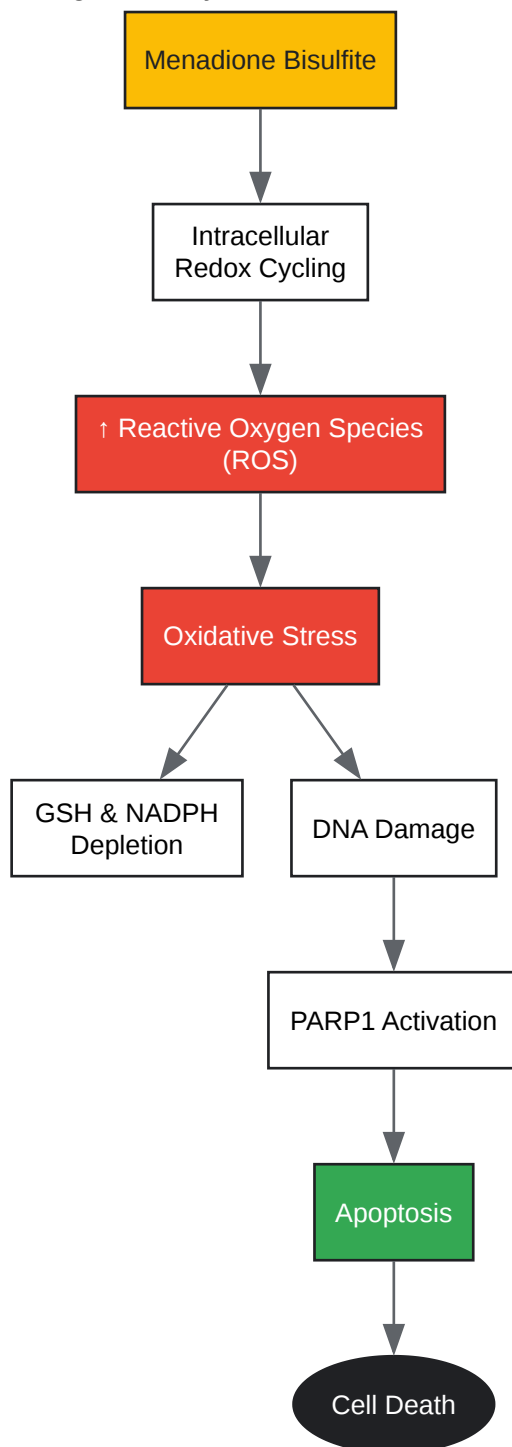 Menadione Bisulfite
Intracellular
Redox Cycling
↑ Reactive Oxygen Species
(ROS)
Oxidative Stress
GSH & NADPH
Depletion
DNA Damage
PARP1 Activation
Apoptosis
Cell Death